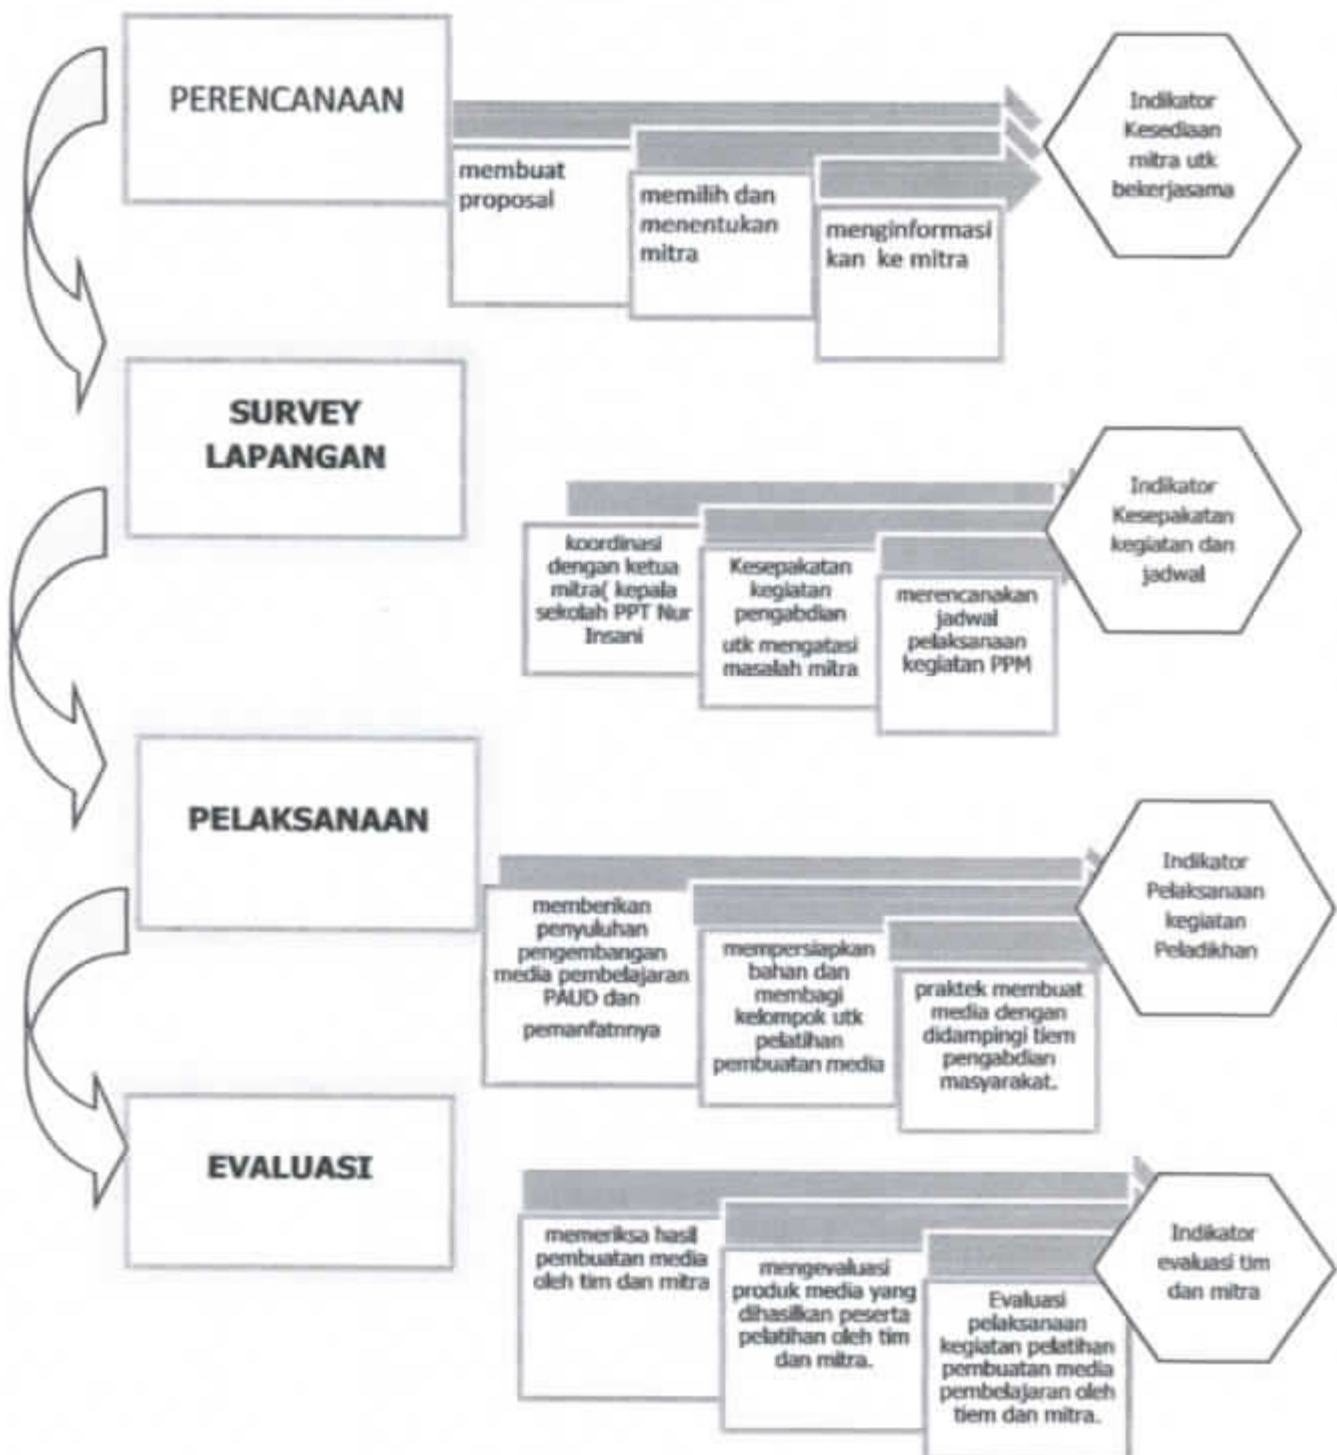 PERENCANAAN
membuat
proposal
memilih dan
menentukan
mitra
menginformasi
kan ke mitra
Indikator
Kesediaan
mitra utk
bekerjasama
SURVEY
LAPANGAN
koordinasi
dengan ketua
mitra( kepala
sekolah PPT Nur
Insani
Kesepakatan
kegiatan
pengabdian
utk mengatasi
masalah mitra
merencanakan
jadwal
pelaksanaan
kegiatan PPM
Indikator
Kesepakatan
kegiatan dan
jadwal
PELAKSANAAN
memberikan
penyuluhan
pengembangan
media pembelajaran
PAUD dan
pemanfatnnya
mempersiapkan
bahan dan
membagi
kelompok utk
pelatihan
pembuatan media
praktek membuat
media dengan
didampingi tiem
pengabdian
masyarakat.
Indikator
Pelaksanaan
kegiatan
Peladikhan
EVALUASI
memeriksa hasil
pembuatan media
oleh tim dan mitra
mengevaluasi
produk media yang
dihasilkan peserta
pelatihan oleh tim
dan mitra.
Evaluasi
pelaksanaan
kegiatan pelatihan
pembuatan media
pembelajaran oleh
tiem dan mitra.
Indikator
evaluasi tim
dan mitra